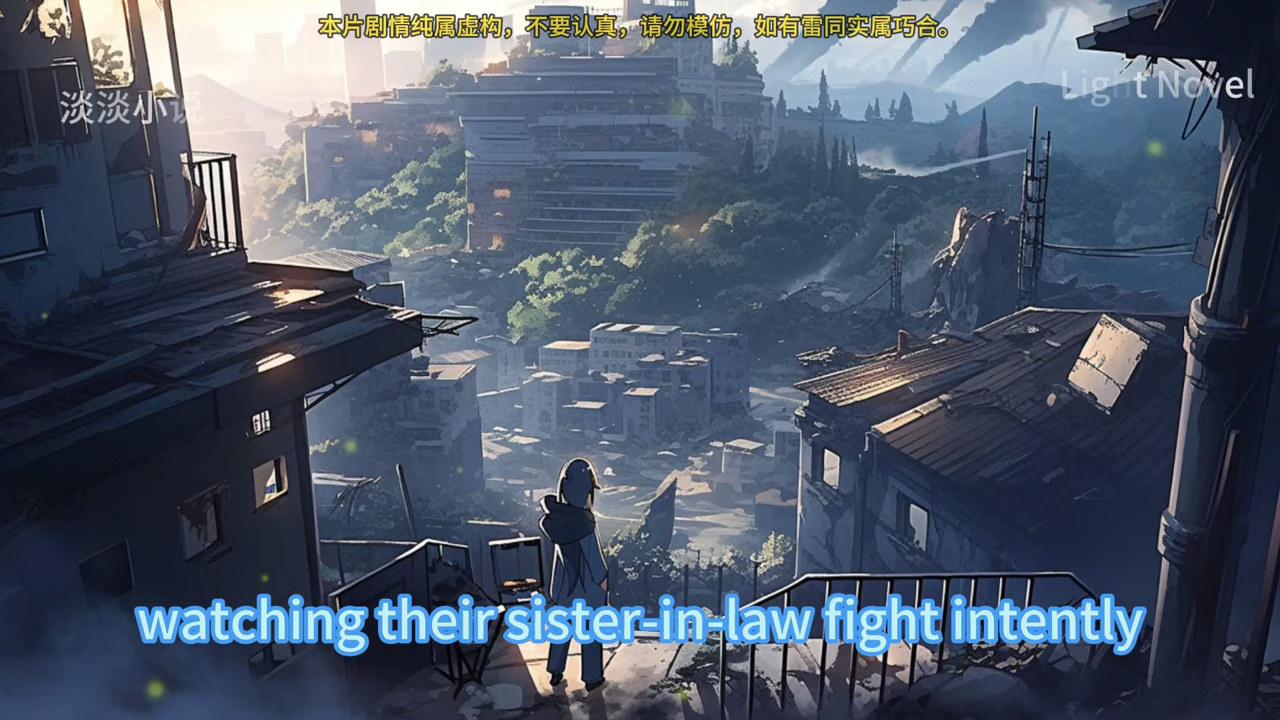 本片剧情纯属虚构，不要认真，请勿模仿，如有雷同实属巧合。
Light Novel
淡淡小说
watching their sister-in-law fight intently